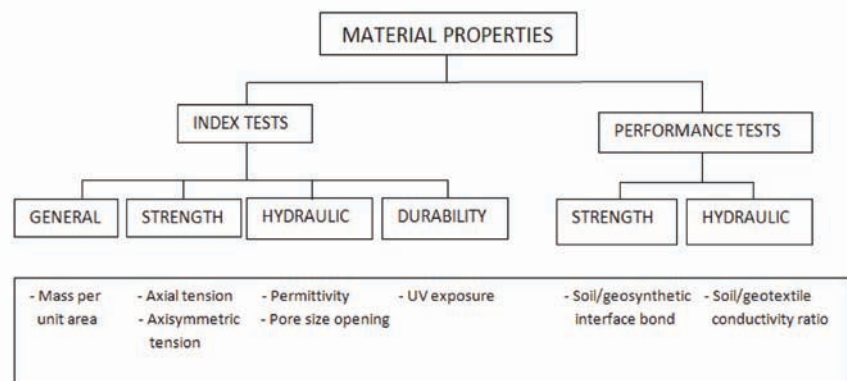 MATERIAL PROPERTIES
INDEX TESTS
PERFORMANCE TESTS
GENERAL
STRENGTH
HYDRAULIC
DURABILITY
STRENGTH
HYDRAULIC
- Mass per
unit area
- Axial tension
- Axisymmetric
tension
- Permittivity
- Pore size opening
- UV exposure
- Soil/geosynthetic
interface bond
- Soil/geotextile
conductivity ratio